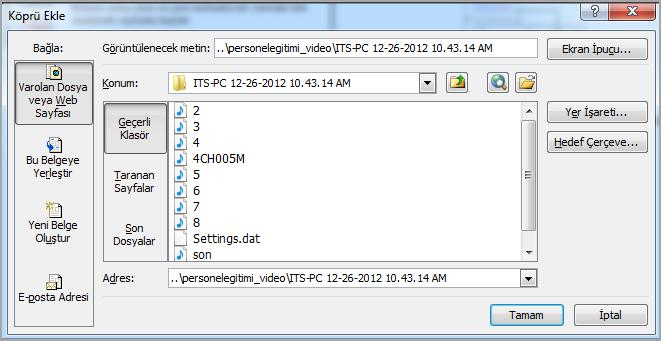 Köprü Ekle
Bağla:
Görüntülenecek metin:
..\personelegitimi_video\ITS-PC 12-26-2012 10.43.14 AM
Ekran İpucu...
Varolan Dosya
veya Web
Sayfası
Konum:
ITS-PC 12-26-2012 10.43.14 AM
Bu Belgeye
Yerleştir
Yeni Belge
Oluştur
E-posta Adresi
Geçerli
Klasör
Taranan
Sayfalar
Son
Dosyalar
2
3
4
4CH005M
5
6
7
8
Settings.dat
son
Yer İşareti...
Hedef Çerçeve...
Adres:
..\personelegitimi_video\ITS-PC 12-26-2012 10.43.14 AM
Tamam
İptal